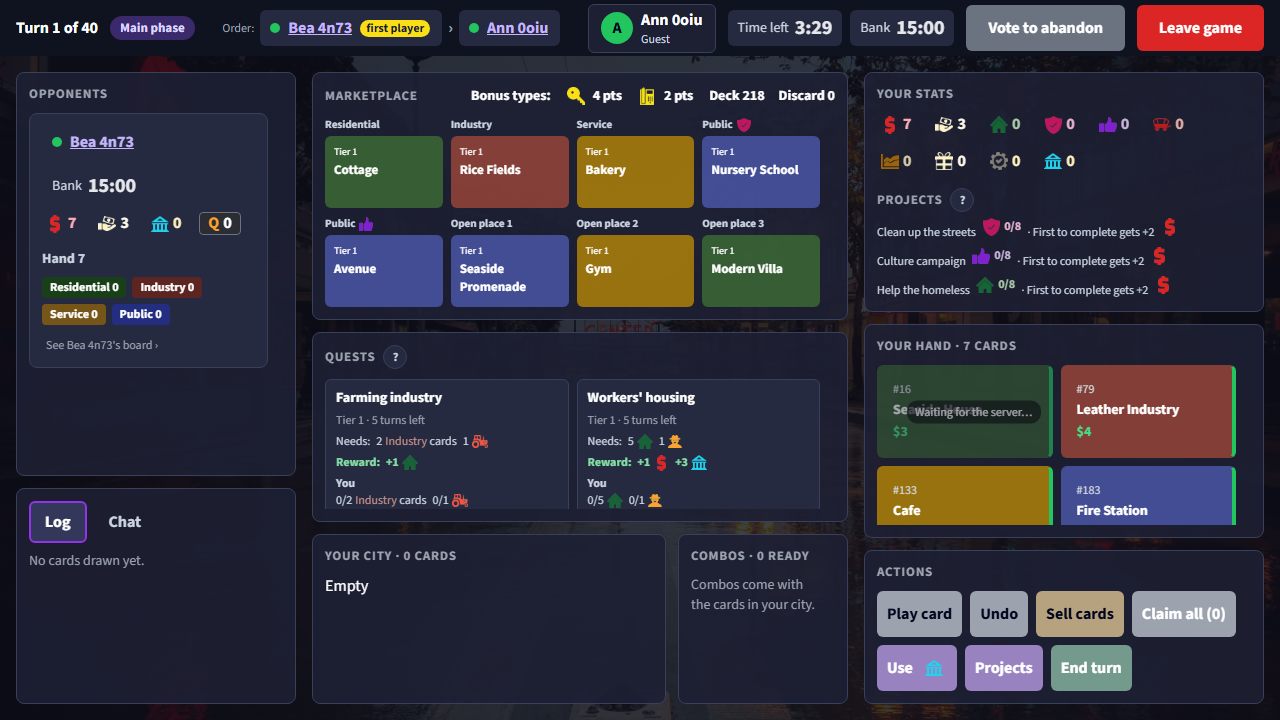 Turn 1 of 40
Main phase
Order:
Bea 4n73
first player
›
Ann 0oiu
A
Ann 0oiu
Guest
Time left 3:29
Bank 15:00
Vote to abandon
Leave game
OPPONENTS
Bea 4n73
Bank 15:00
7 3 0 Q 0
Hand 7
Residential 0
Industry 0
Service 0
Public 0
See Bea 4n73's board ›
Log
Chat
No cards drawn yet.
MARKETPLACE
Bonus types: 4 pts 2 pts Deck 218 Discard 0
Residential
Industry
Service
Public
Tier 1
Cottage
Tier 1
Rice Fields
Tier 1
Bakery
Tier 1
Nursery School
Public
Open place 1
Open place 2
Open place 3
Tier 1
Avenue
Tier 1
Seaside
Promenade
Tier 1
Gym
Tier 1
Modern Villa
QUESTS ?
Farming industry
Tier 1 · 5 turns left
Needs: 2 Industry cards 1
Reward: +1
You
0/2 Industry cards 0/1
Workers' housing
Tier 1 · 5 turns left
Needs: 5 1
Reward: +1 +3
You
0/5 0/1
YOUR CITY · 0 CARDS
Empty
COMBOS · 0 READY
Combos come with
the cards in your city.
YOUR STATS
7 3 0 0 0 0
0 0 0 0
PROJECTS ?
Clean up the streets 0/8 · First to complete gets +2
Culture campaign 0/8 · First to complete gets +2
Help the homeless 0/8 · First to complete gets +2
YOUR HAND · 7 CARDS
#16
Waiting for the server…
$3
#79
Leather Industry
$4
#133
Cafe
#183
Fire Station
ACTIONS
Play card
Undo
Sell cards
Claim all (0)
Use
Projects
End turn